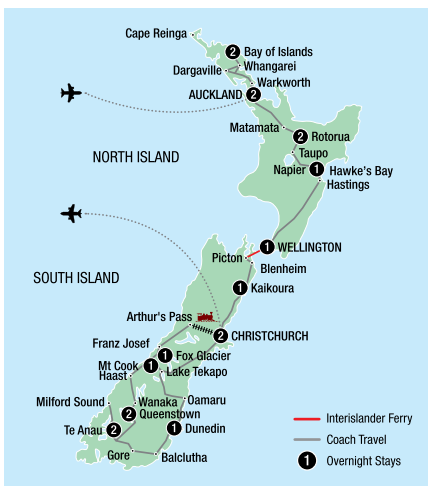 Cape Reinga
2 Bay of Islands
Whangarei
Dargaville
Warkworth
AUCKLAND 2
Matamata
2 Rotorua
Taupo
NORTH ISLAND
Napier 1 Hawke's Bay
Hastings
1 WELLINGTON
Picton
Blenheim
SOUTH ISLAND
1 Kaikoura
Arthur's Pass
2 CHRISTCHURCH
Franz Josef
1 Fox Glacier
Mt Cook 1
Lake Tekapo
Haast
Milford Sound
Wanaka
Oamaru
2 Queenstown
Te Anau 2
1 Dunedin
Gore
Balclutha
Interislander Ferry
Coach Travel
1 Overnight Stays